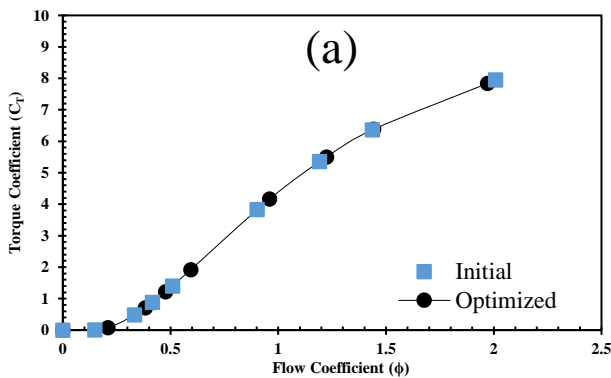 (a)
10
9
8
7
6
5
4
3
2
1
0
Torque Coefficient (C_T)
Initial
Optimized
0 0.5 1 1.5 2 2.5
Flow Coefficient (ϕ)